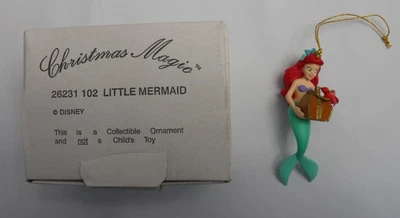 Christmas Magic™
26231 102 LITTLE MERMAID
© DISNEY
This is a Collectible Ornament
and not a Child's Toy